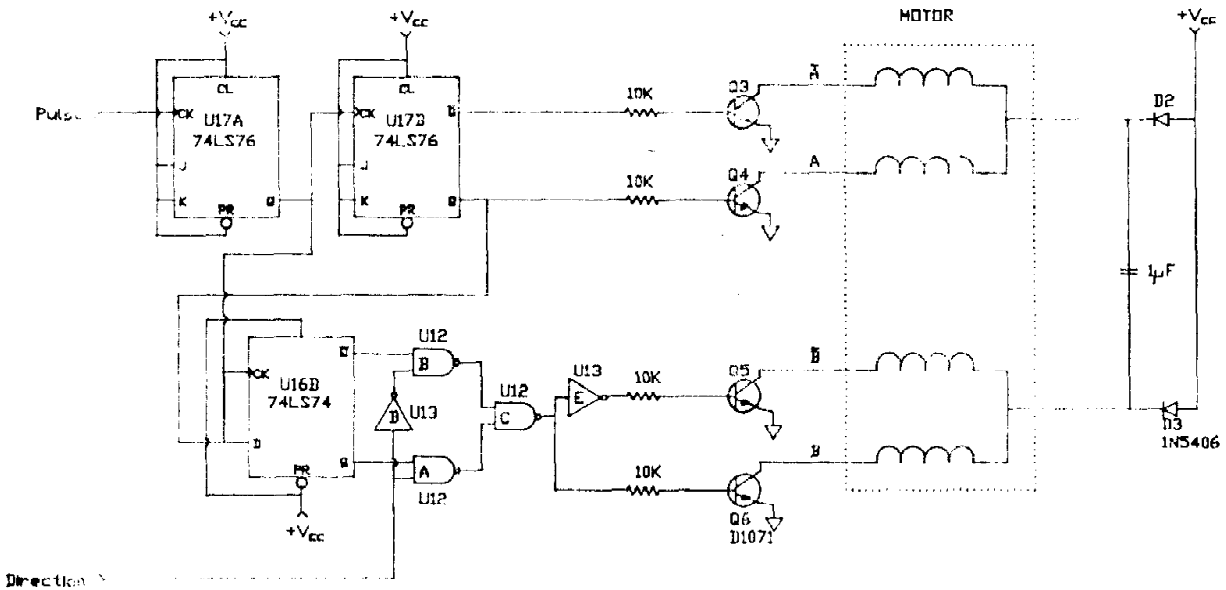 +Vcc
+Vcc
MOTOR
+Vcc
CL
CL
Ā
Q3
10K
D2
CK
U17A
74LS76
CK
U17B
74LS76
Q̄
J
J
A
Q4
10K
K
PR
Q
K
PR
Q
1µF
U12
B
Q̄
CK
U16B
74LS74
U13
B
U12
C
U13
E
10K
Q5
B̄
D
Q
PR
A
U12
10K
B
D3
1N5406
+Vcc
Q6
D1071
Direction